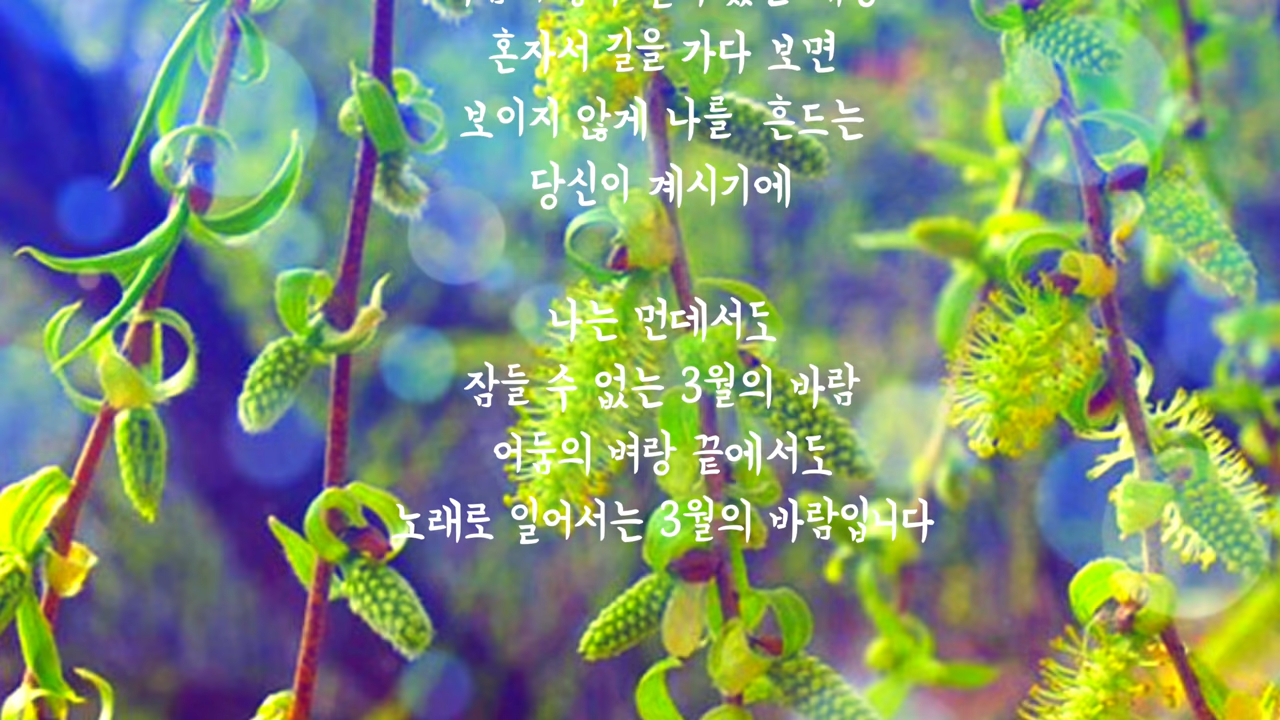 혼자서 길을 가다 보면
보이지 않게 나를 흔드는
당신이 계시기에
나는 먼데서도
잠들 수 없는 3월의 바람
어둠의 벼랑 끝에서도
노래로 일어서는 3월의 바람입니다